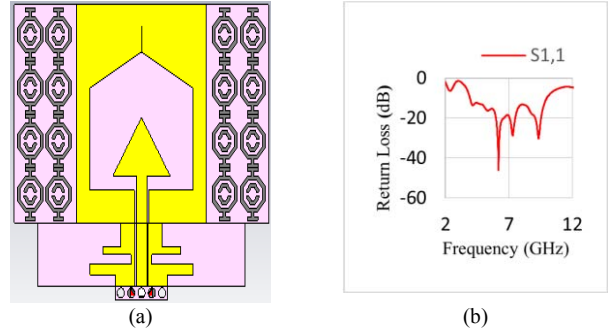 S1,1
0
-20
-40
-60
Return Loss (dB)
2 7 12
Frequency (GHz)
(a) (b)